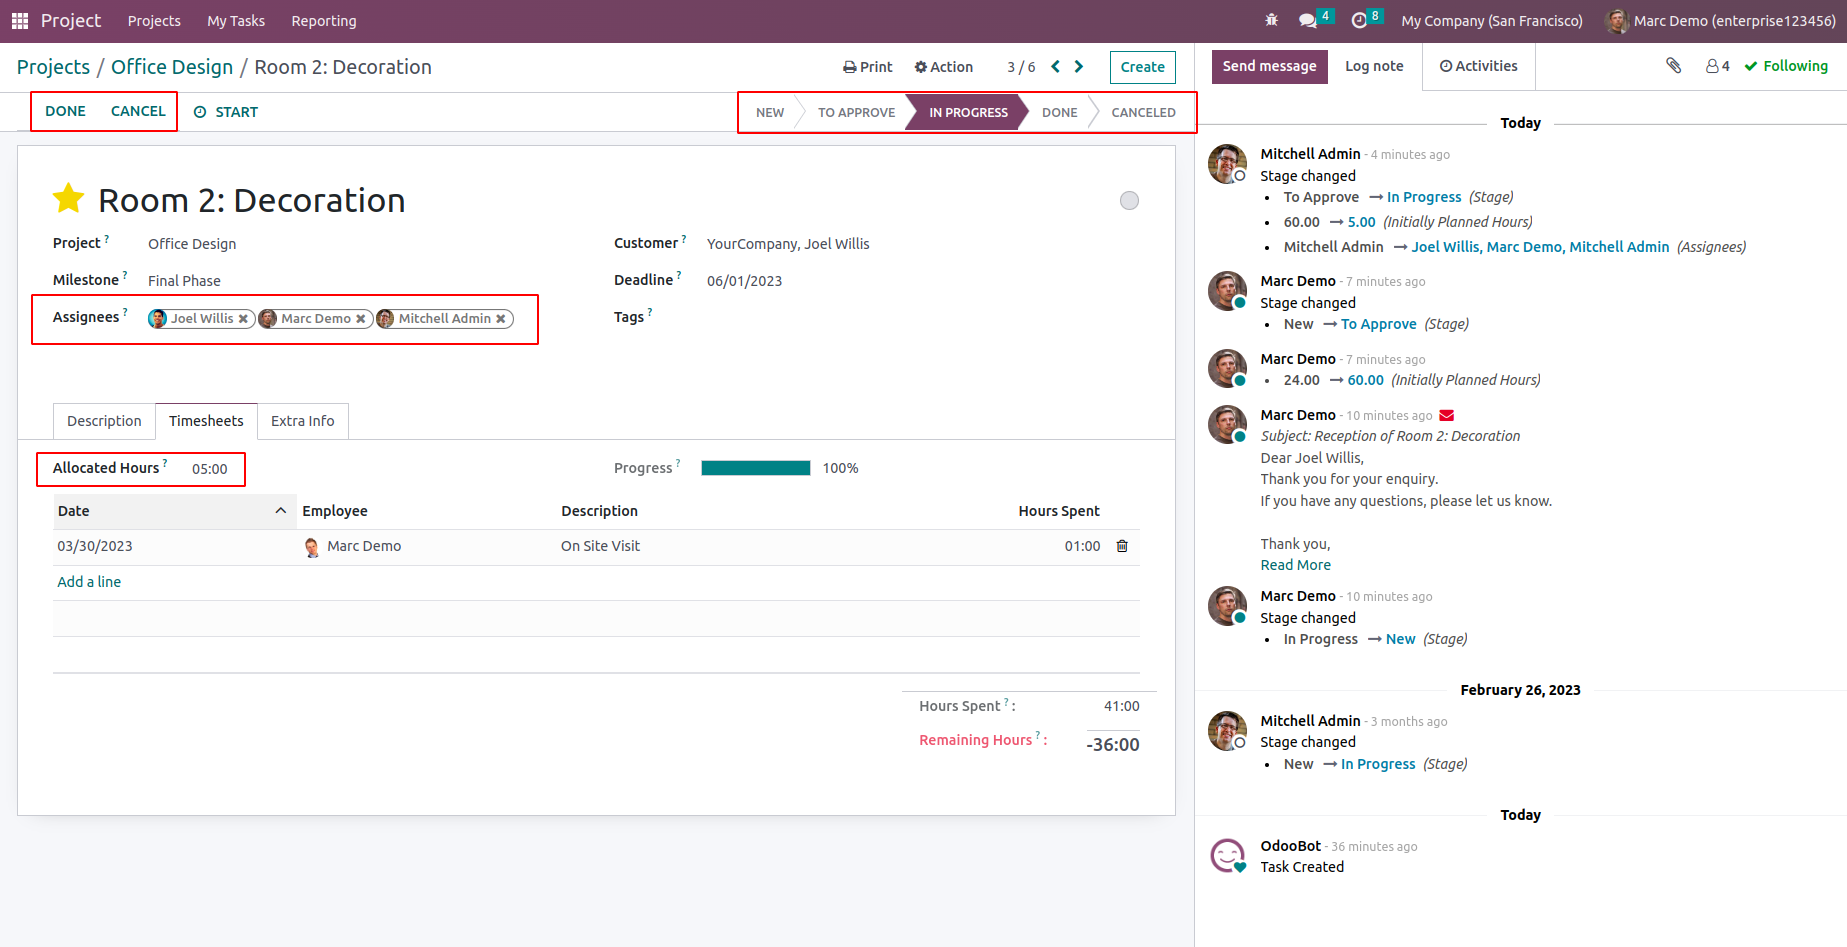 Project Projects My Tasks Reporting 4 8 My Company (San Francisco) Marc Demo (enterprise123456)
Projects / Office Design / Room 2: Decoration Print Action 3 / 6 Create
DONE CANCEL START NEW TO APPROVE IN PROGRESS DONE CANCELED
Room 2: Decoration
Project ? Office Design Customer ? YourCompany, Joel Willis
Milestone ? Final Phase Deadline ? 06/01/2023
Assignees ? Joel Willis ✖ Marc Demo ✖ Mitchell Admin ✖ Tags ?
Description Timesheets Extra Info
Allocated Hours ? 05:00 Progress ? 100%
Date Employee Description Hours Spent
03/30/2023 Marc Demo On Site Visit 01:00
Add a line
Hours Spent ? : 41:00
Remaining Hours ? : -36:00
Send message Log note Activities 4 Following
Today
Mitchell Admin - 4 minutes ago
Stage changed
• To Approve → In Progress (Stage)
• 60.00 → 5.00 (Initially Planned Hours)
• Mitchell Admin → Joel Willis, Marc Demo, Mitchell Admin (Assignees)
Marc Demo - 7 minutes ago
Stage changed
• New → To Approve (Stage)
Marc Demo - 7 minutes ago
• 24.00 → 60.00 (Initially Planned Hours)
Marc Demo - 10 minutes ago
Subject: Reception of Room 2: Decoration
Dear Joel Willis,
Thank you for your enquiry.
If you have any questions, please let us know.
Thank you,
Read More
Marc Demo - 10 minutes ago
Stage changed
• In Progress → New (Stage)
February 26, 2023
Mitchell Admin - 3 months ago
Stage changed
• New → In Progress (Stage)
Today
OdooBot - 36 minutes ago
Task Created